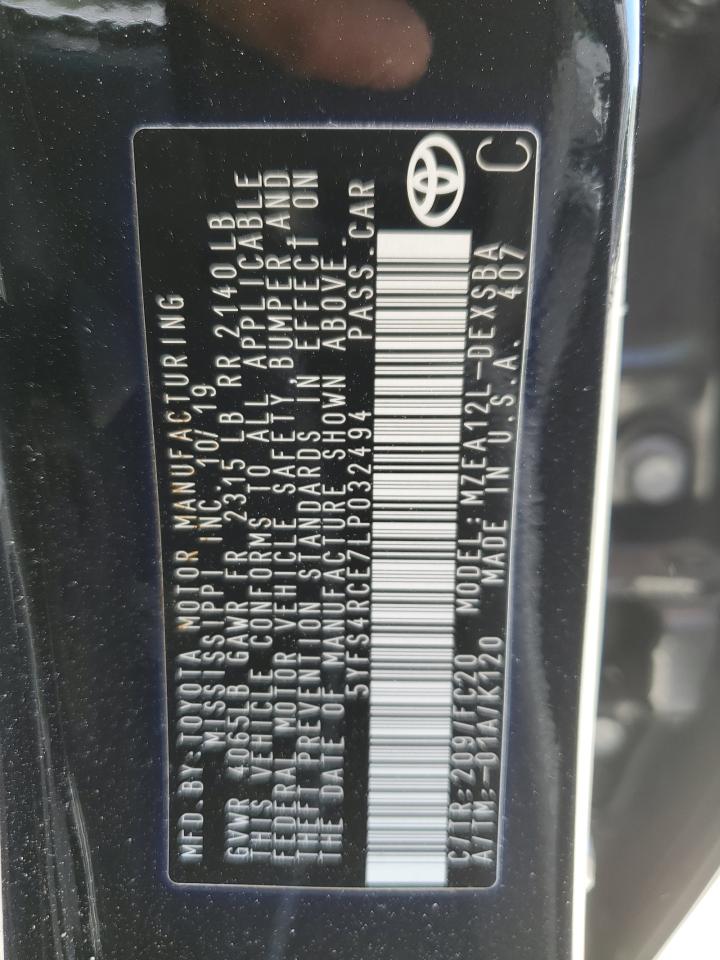 MFD.BY:TOYOTA MOTOR MANUFACTURING
MISSISSIPPI INC. 10/19
GVWR 4065LB GAWR FR 2315 LB RR 2140 LB
THIS VEHICLE CONFORMS TO ALL APPLICABLE
FEDERAL MOTOR VEHICLE SAFETY, BUMPER AND
THEFT PREVENTION STANDARDS IN EFFECT ON
THE DATE OF MANUFACTURE SHOWN ABOVE.
5YFS4RCE7LP032494 PASS.CAR
C/TR:209/FC20 MODEL:MZEA12L-DEXSBA
A/TM:-01A/K120 MADE IN U.S.A. 407
C